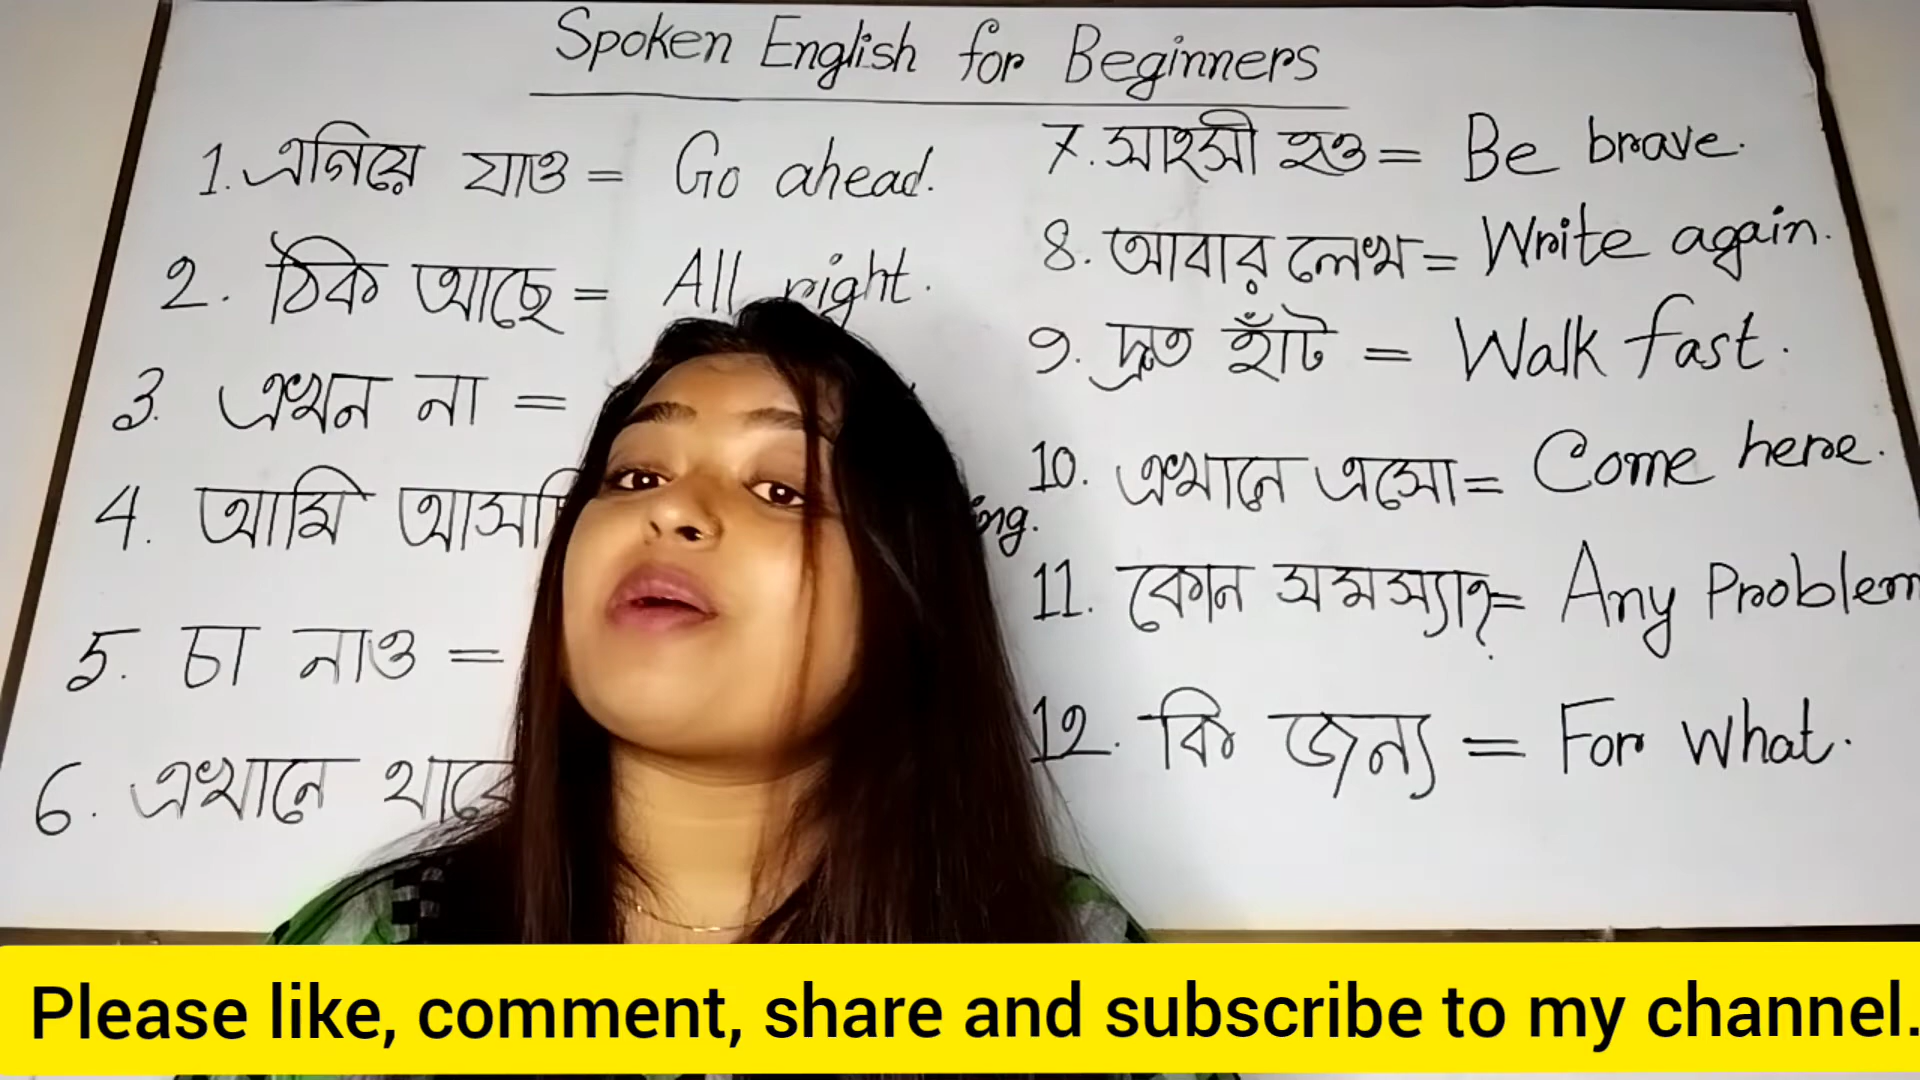 Spoken English for Beginners
1. এগিয়ে যাও = Go ahead.
2. ঠিক আছে = All right.
3. এখন না =
4. আমি ing.
5. চা নাও =
6. এখানে
7. সাহসী হও = Be brave.
8. আবার লেখ = Write again.
9. দ্রুত হাঁট = Walk fast.
10. এখানে এসো = Come here.
11. কোন সমস্যা? = Any Problem
12. কি জন্য = For what.
Please like, comment, share and subscribe to my channel.